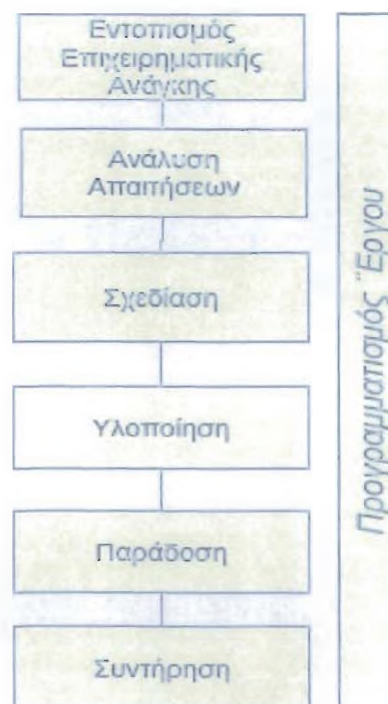 Εντοπισμός
Επιχειρηματικής
Ανάγκης
Ανάλυση
Απαιτήσεων
Σχεδίαση
Υλοποίηση
Παράδοση
Συντήρηση
Προγραμματισμός Έργου